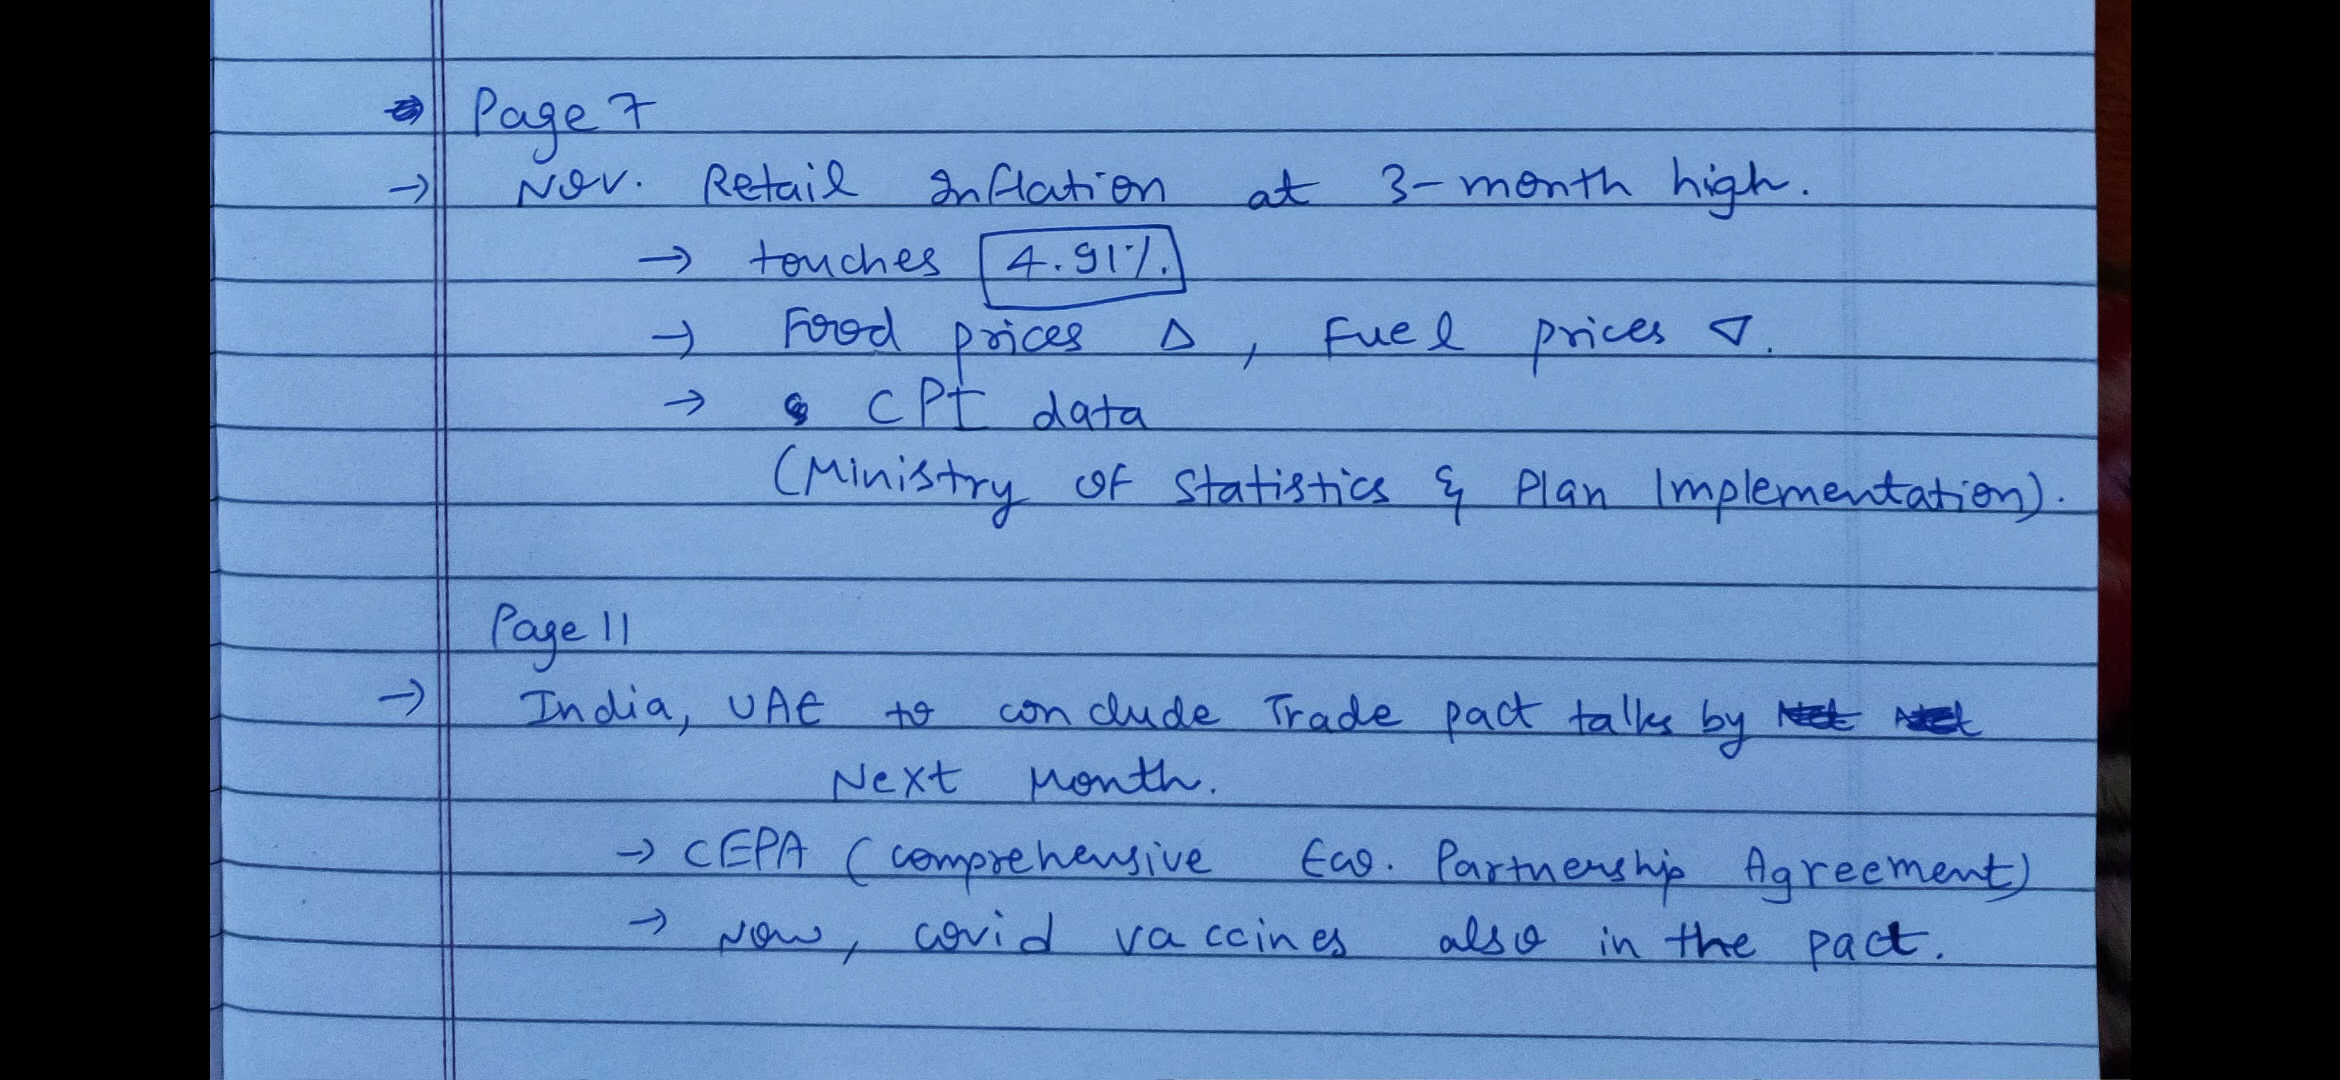 Page 7
→ Nov. Retail Inflation at 3-month high.
→ touches 4.91%.
→ Food prices △, Fuel prices ▽.
→ CPI data
(Ministry of Statistics & Plan Implementation).
Page 11
→ India, UAE to conclude Trade pact talks by
Next Month.
→ CEPA (Comprehensive Eco. Partnership Agreement)
→ Now, covid vaccines also in the pact.